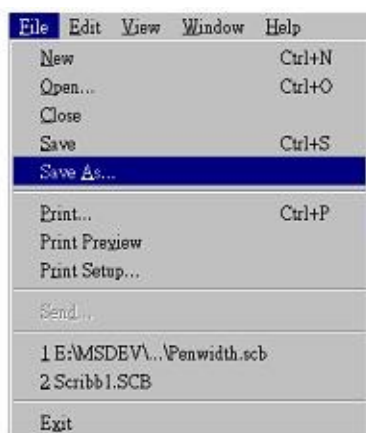 File Edit View Window Help
New Ctrl+N
Open... Ctrl+O
Close
Save Ctrl+S
Save As...
Print... Ctrl+P
Print Preview
Print Setup...
Send...
1 E:\MSDEV\...\Penwidth.scb
2 Scribb1.SCB
Exit